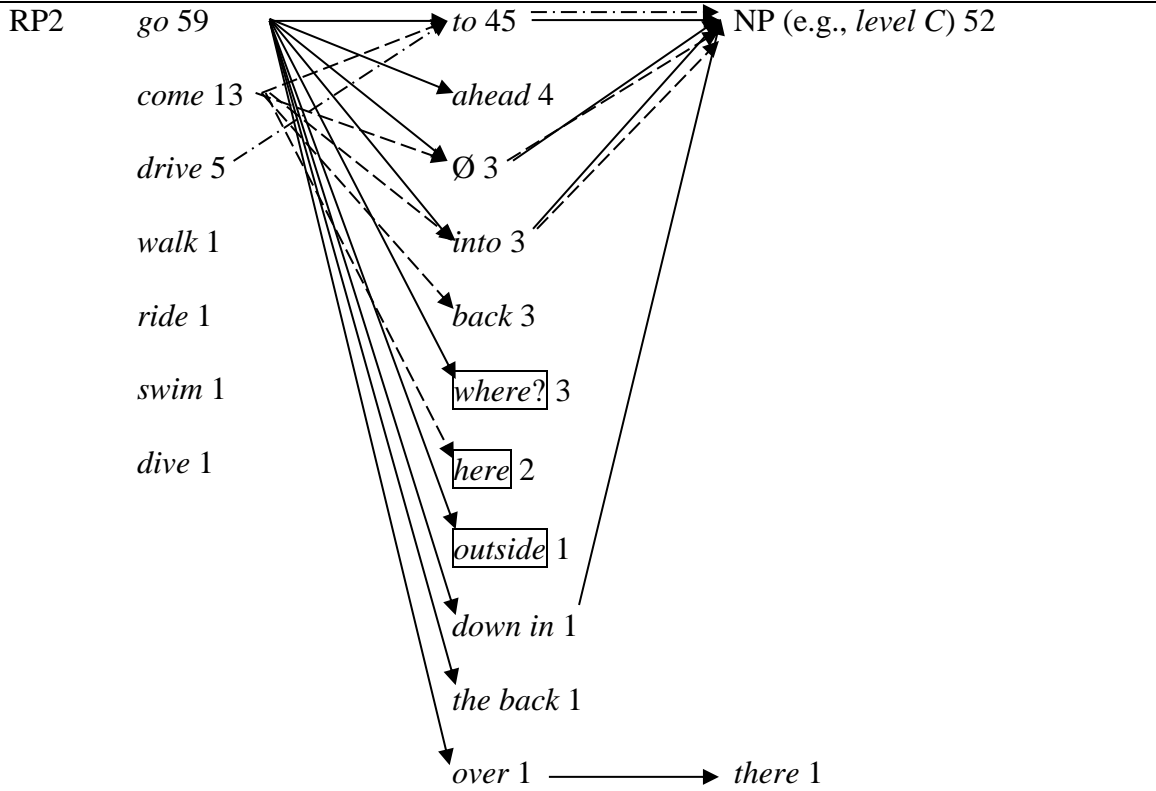 RP2 go 59 to 45 NP (e.g., level C) 52
come 13 ahead 4
drive 5 Ø 3
walk 1 into 3
ride 1 back 3
swim 1 where? 3
dive 1 here 2
outside 1
down in 1
the back 1
over 1 there 1